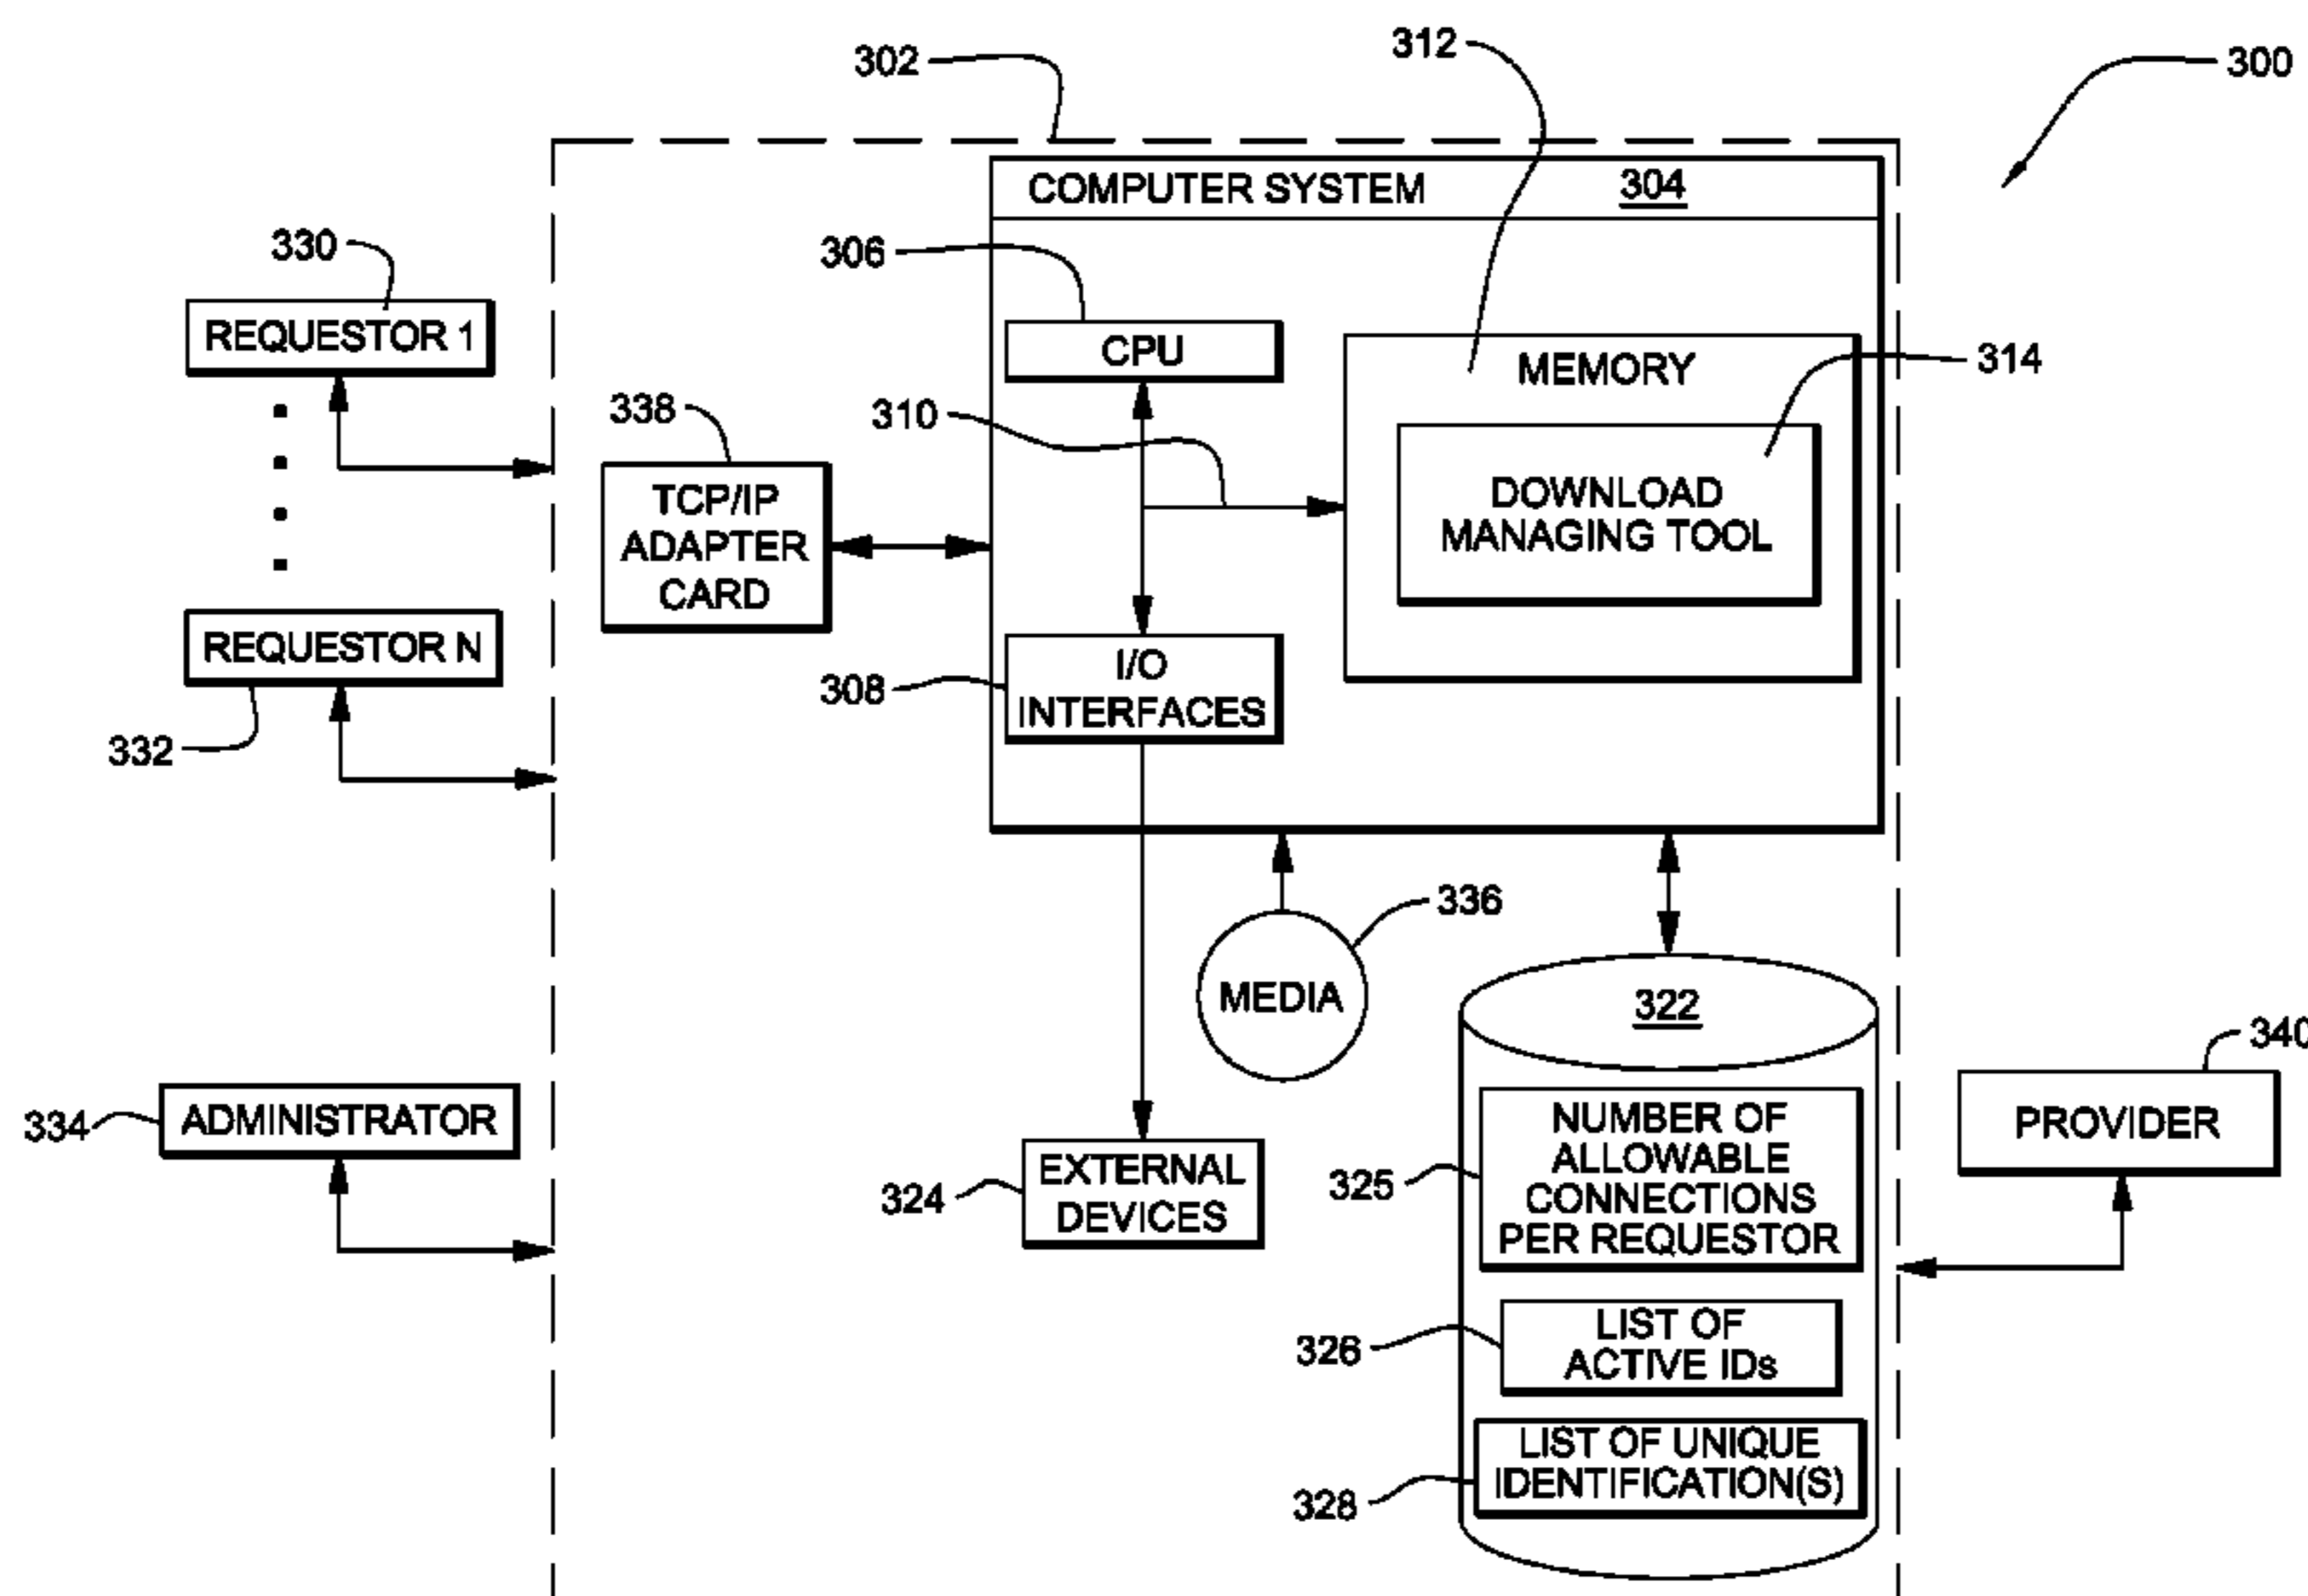 302
312
300
COMPUTER SYSTEM 304
330
306
REQUESTOR 1
CPU
MEMORY
314
338
310
TCP/IP
ADAPTER
CARD
DOWNLOAD
MANAGING TOOL
REQUESTOR N
332
308
I/O
INTERFACES
336
MEDIA
322
340
334
ADMINISTRATOR
PROVIDER
324
EXTERNAL
DEVICES
325
NUMBER OF
ALLOWABLE
CONNECTIONS
PER REQUESTOR
326
LIST OF
ACTIVE IDs
328
LIST OF UNIQUE
IDENTIFICATION(S)